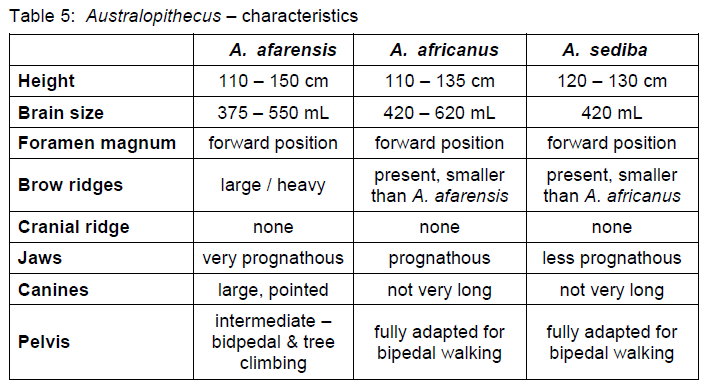 Table 5: Australopithecus – characteristics
A. afarensis A. africanus A. sediba
Height 110 – 150 cm 110 – 135 cm 120 – 130 cm
Brain size 375 – 550 mL 420 – 620 mL 420 mL
Foramen magnum forward position forward position forward position
Brow ridges large / heavy present, smaller than A. afarensis present, smaller than A. africanus
Cranial ridge none none none
Jaws very prognathous prognathous less prognathous
Canines large, pointed not very long not very long
Pelvis intermediate – bidpedal & tree climbing fully adapted for bipedal walking fully adapted for bipedal walking